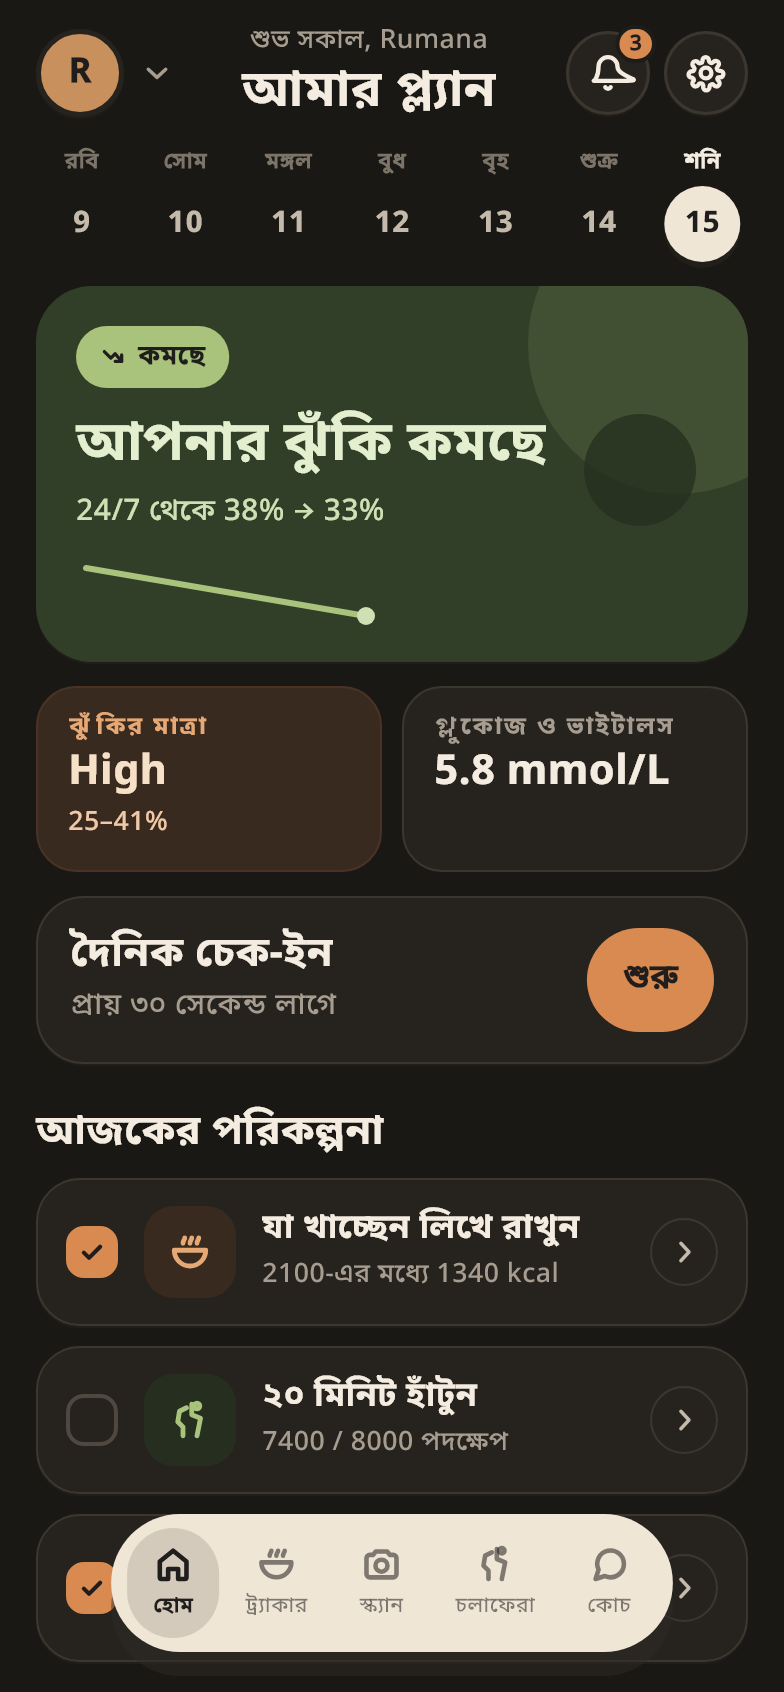 R
শুভ সকাল, Rumana
আমার প্ল্যান
3
রবি সোম মঙ্গল বুধ বৃহ শুক্র শনি
9 10 11 12 13 14 15
কমছে
আপনার ঝুঁকি কমছে
24/7 থেকে 38% → 33%
ঝুঁকির মাত্রা
High
25–41%
গ্লুকোজ ও ভাইটালস
5.8 mmol/L
দৈনিক চেক-ইন
প্রায় ৩০ সেকেন্ড লাগে
শুরু
আজকের পরিকল্পনা
যা খাচ্ছেন লিখে রাখুন
2100-এর মধ্যে 1340 kcal
২০ মিনিট হাঁটুন
7400 / 8000 পদক্ষেপ
হোম ট্র্যাকার স্ক্যান চলাফেরা কোচ